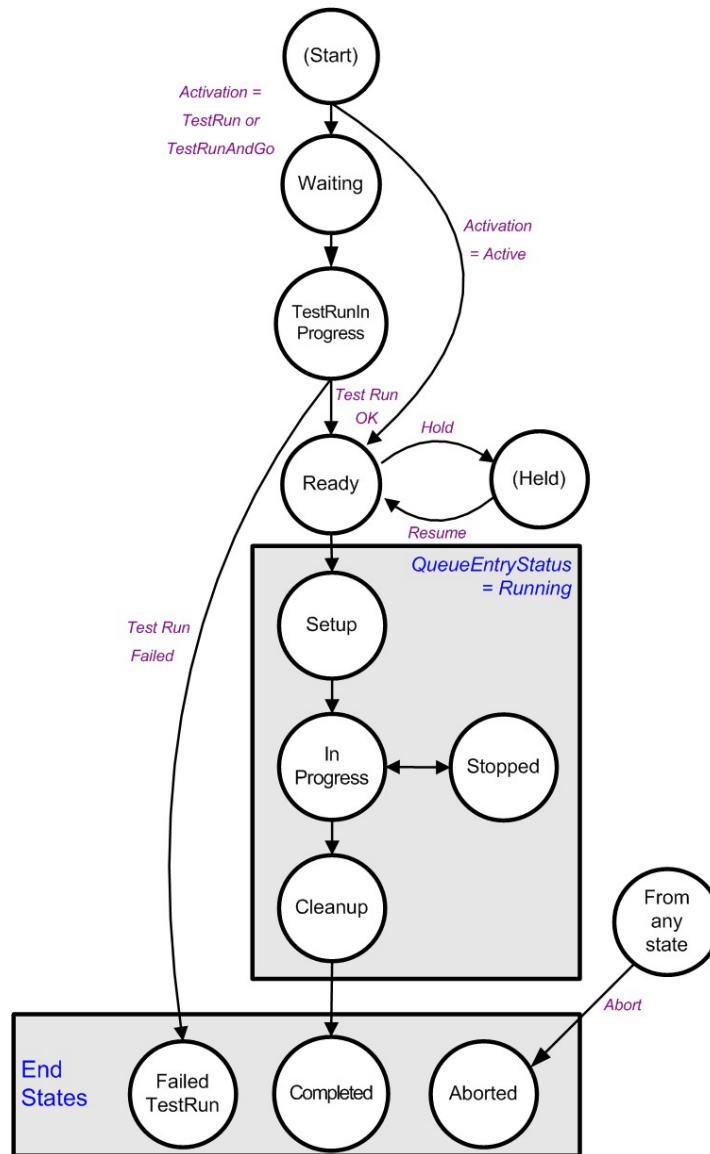 (Start)
Activation =
TestRun or
TestRunAndGo
Waiting
Activation
= Active
TestRunIn
Progress
Test Run
OK
Hold
Ready
(Held)
Resume
QueueEntryStatus
= Running
Setup
Test Run
Failed
In
Progress
Stopped
Cleanup
From
any
state
Abort
End
States
Failed
TestRun
Completed
Aborted